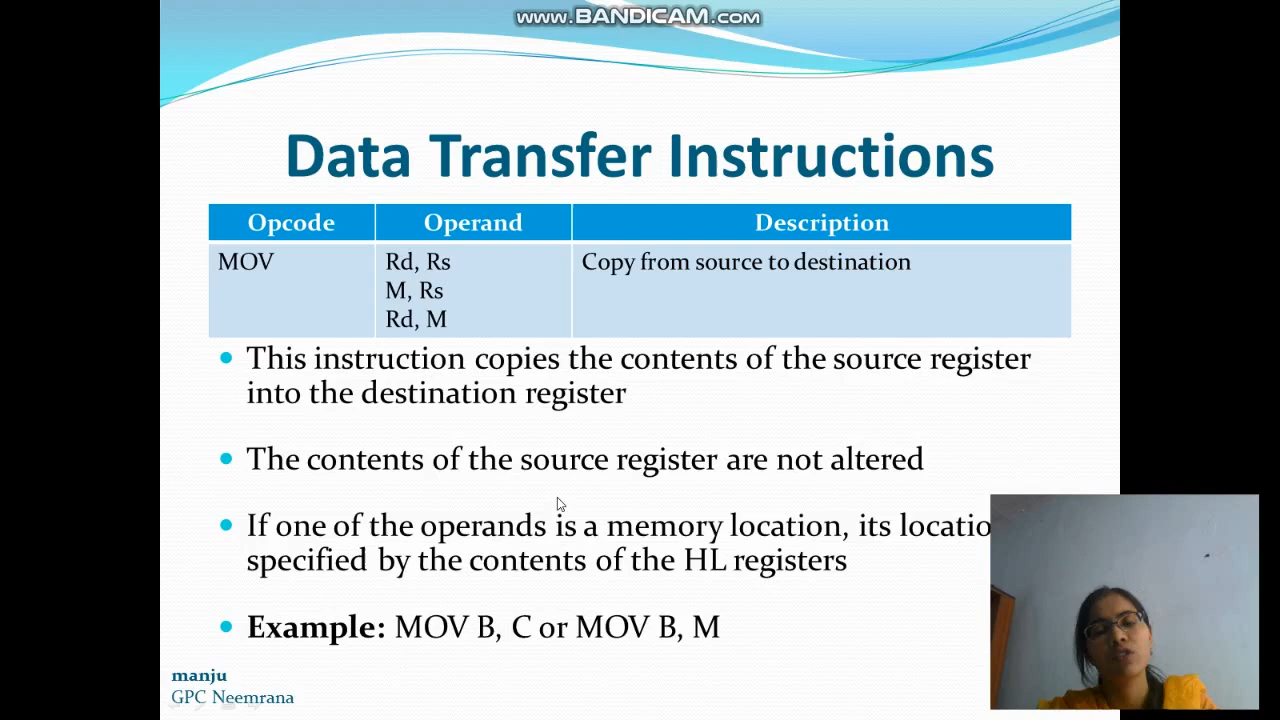 www.BANDICAM.com
Data Transfer Instructions
Opcode Operand Description
MOV Rd, Rs Copy from source to destination
M, Rs
Rd, M
• This instruction copies the contents of the source register
into the destination register
• The contents of the source register are not altered
• If one of the operands is a memory location, its locatio
specified by the contents of the HL registers
• Example: MOV B, C or MOV B, M
manju
GPC Neemrana